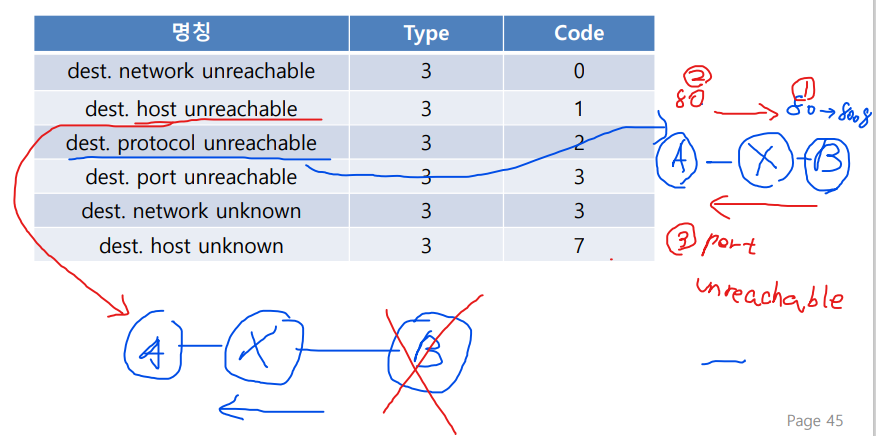 명칭 Type Code
dest. network unreachable 3 0
dest. host unreachable 3 1
dest. protocol unreachable 3 2
dest. port unreachable 3 3
dest. network unknown 3 3
dest. host unknown 3 7
② ①
80 80→8008
A X B
③ port
unreachable
A X B
Page 45